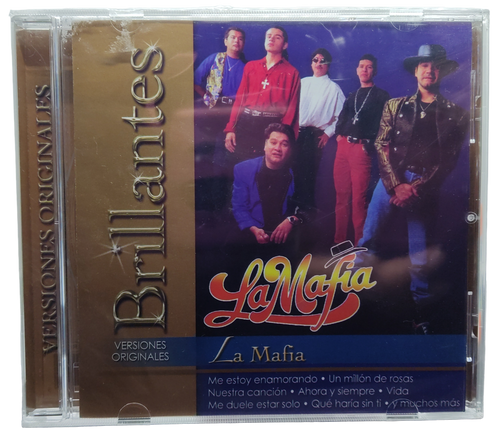 VERSIONES ORIGINALES
Brillantes
VERSIONES
ORIGINALES
La Mafia
La Mafia
Me estoy enamorando • Un millón de rosas
Nuestra canción • Ahora y siempre • Vida
Me duele estar solo • Qué haría sin ti • y muchos más